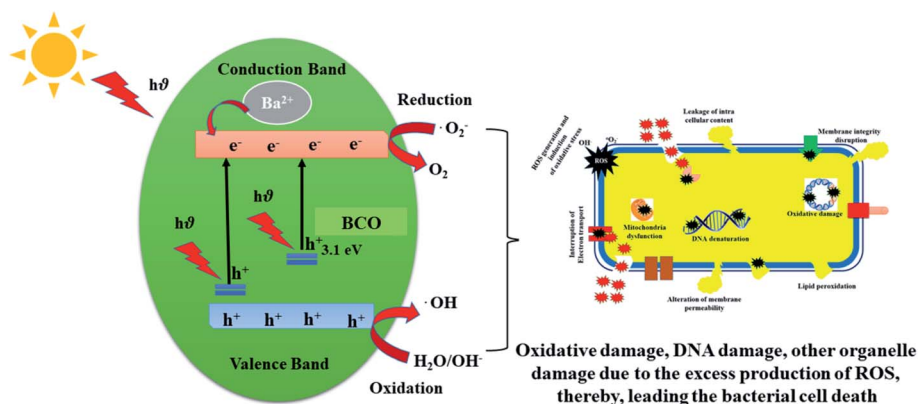 hϑ
Conduction Band
Ba²⁺
Reduction
· O₂⁻
e⁻ e⁻ e⁻ e⁻
O₂
hϑ
hϑ
BCO
h⁺
3.1 eV
h⁺
h⁺ h⁺ h⁺ h⁺
Valence Band
· OH
H₂O/OH⁻
Oxidation
ROS generation and
induction
of oxidative stress
OH
°O₂⁻
ROS
Leakage of intra
cellular content
Membrane integrity
disruption
Oxidative damage
Mitochondria
dysfunction
DNA denaturation
Interruption of
Electron transport
Alteration of membrane
permeability
Lipid peroxidation
Oxidative damage, DNA damage, other organelle
damage due to the excess production of ROS,
thereby, leading the bacterial cell death